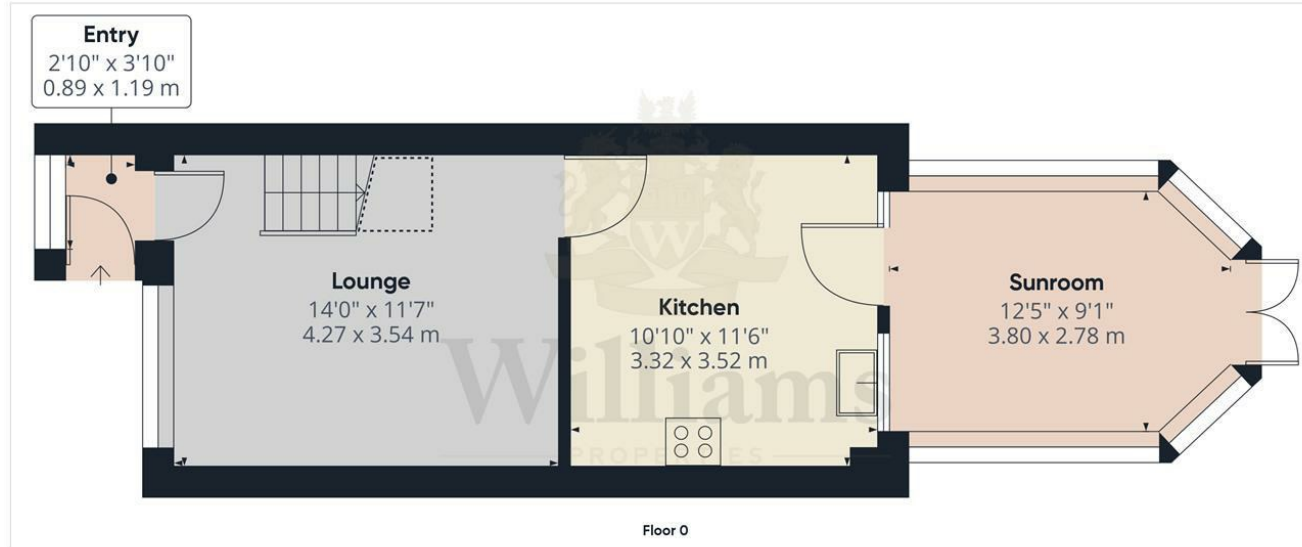 Entry
2'10" x 3'10"
0.89 x 1.19 m
Lounge
14'0" x 11'7"
4.27 x 3.54 m
Kitchen
10'10" x 11'6"
3.32 x 3.52 m
Sunroom
12'5" x 9'1"
3.80 x 2.78 m
W
Williams
PROPERTIES
Floor 0